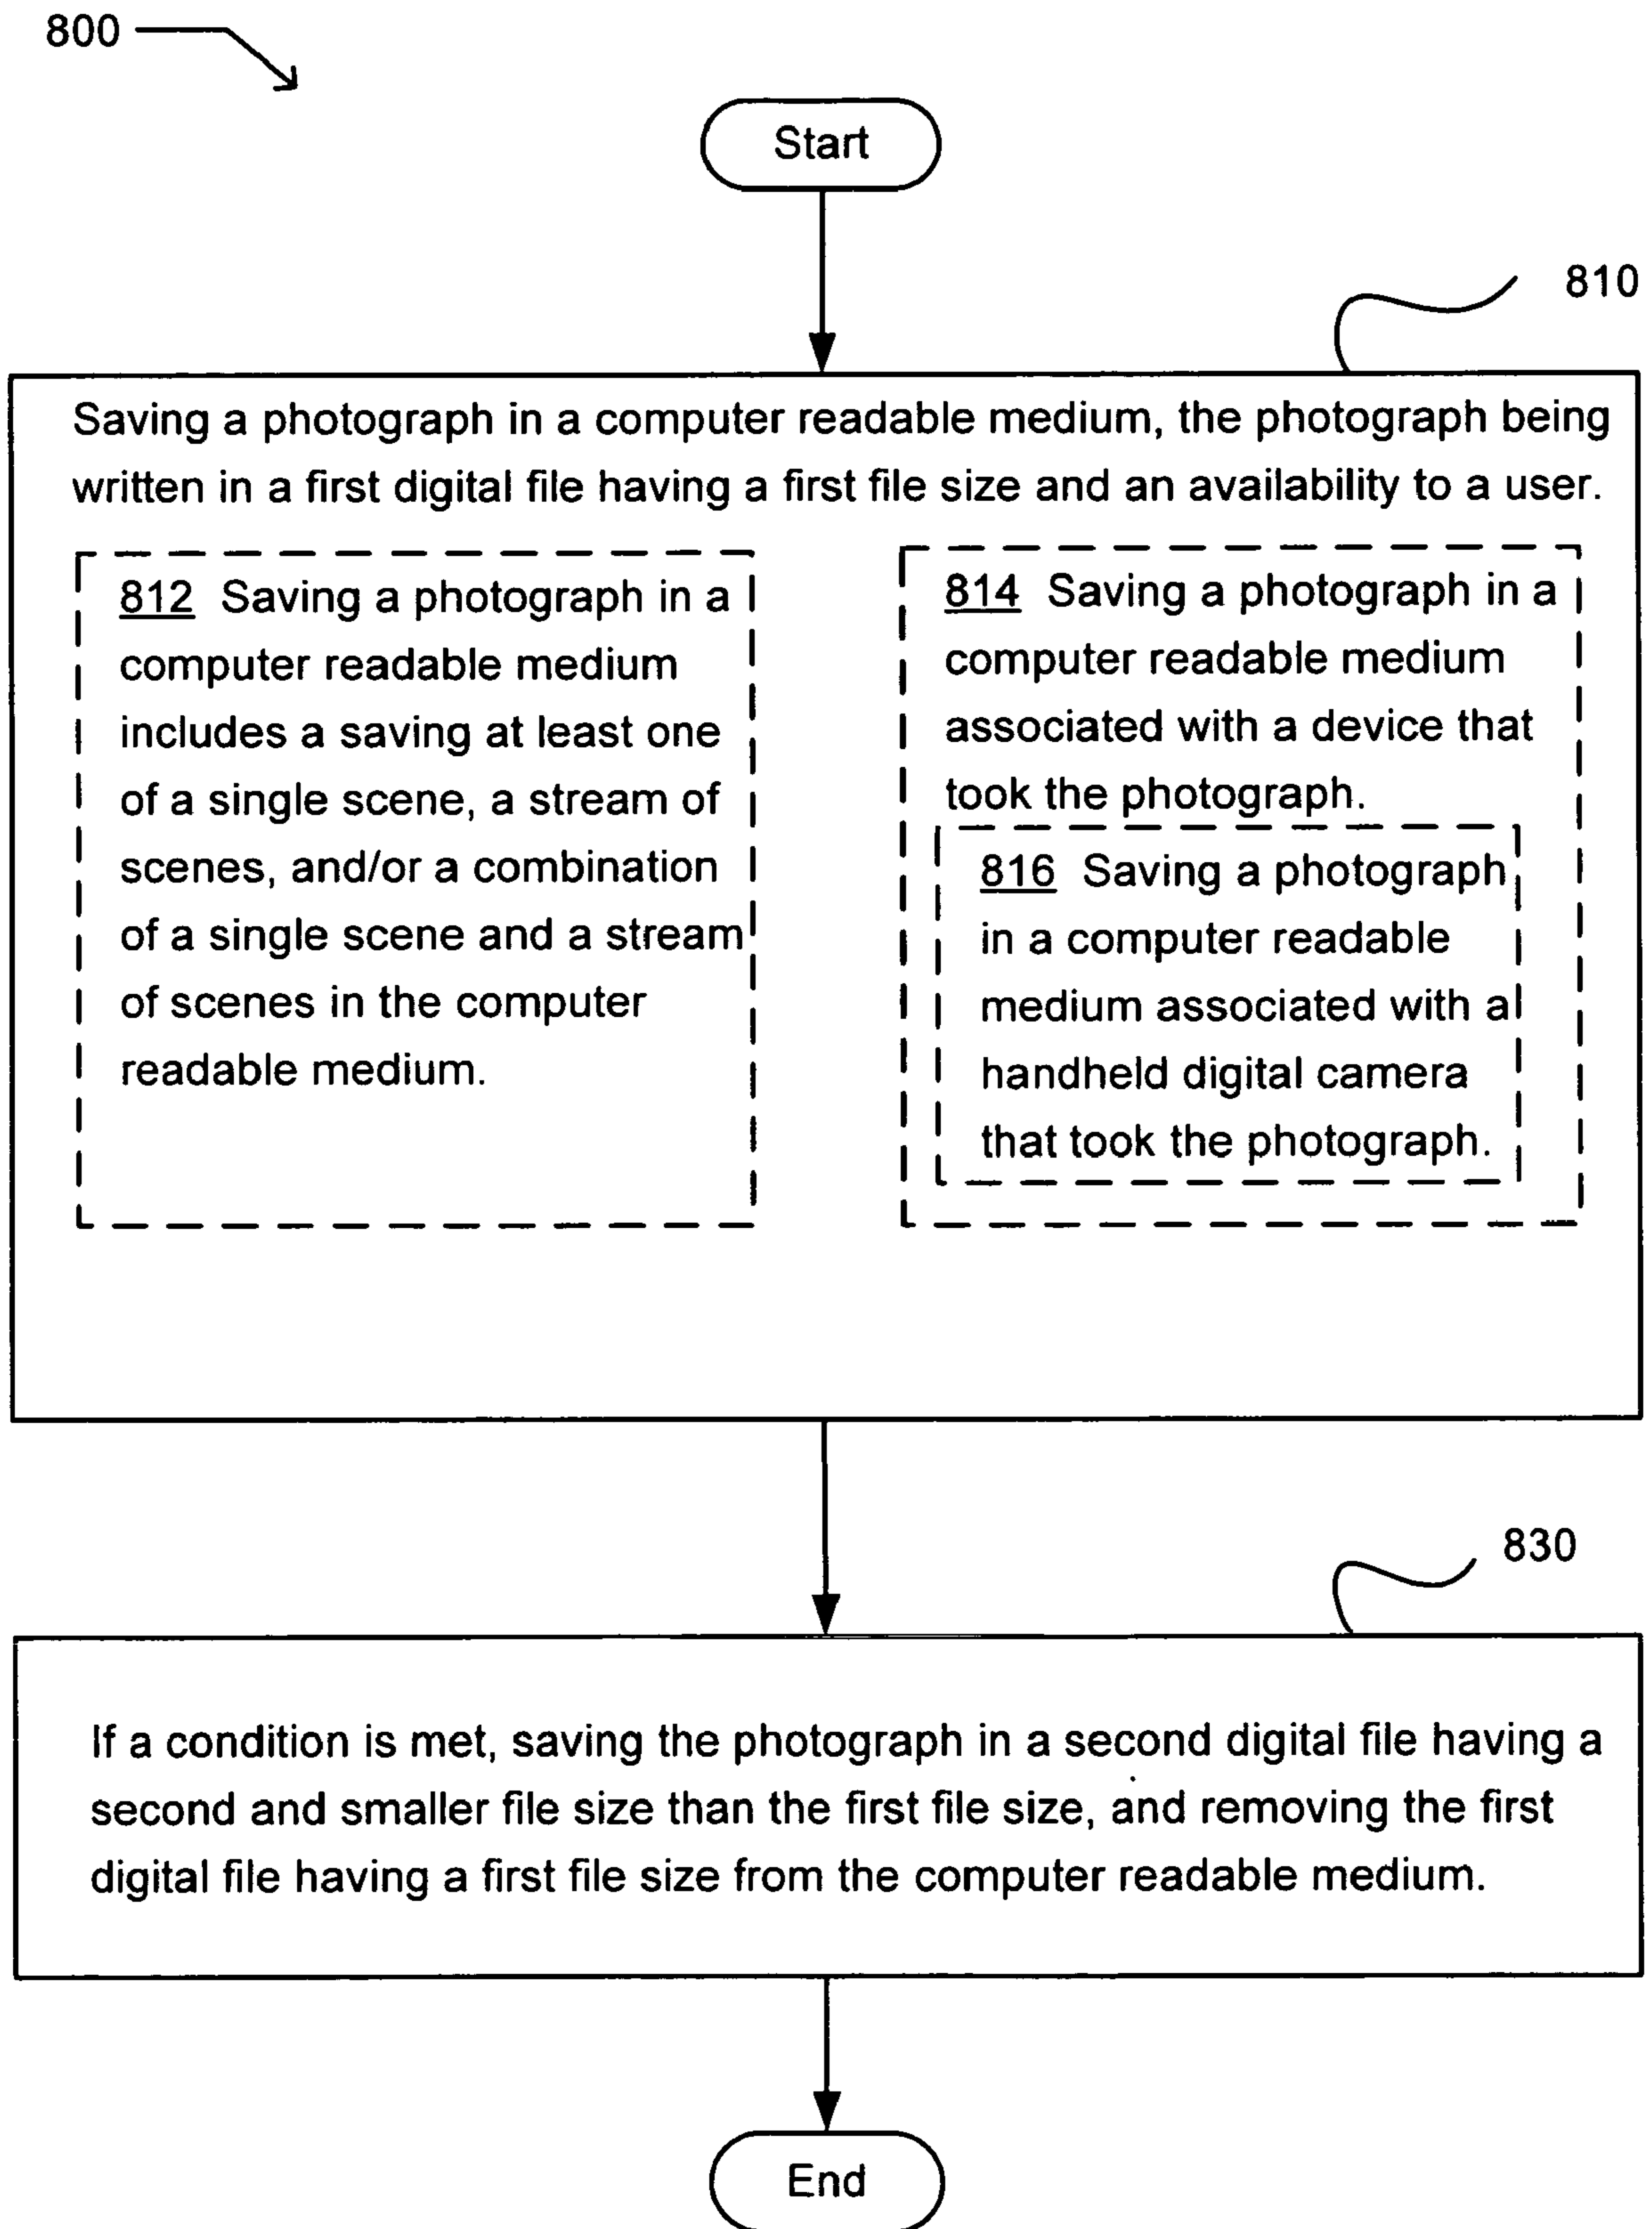 800
Start
810
Saving a photograph in a computer readable medium, the photograph being
written in a first digital file having a first file size and an availability to a user.
812 Saving a photograph in a
computer readable medium
includes a saving at least one
of a single scene, a stream of
scenes, and/or a combination
of a single scene and a stream
of scenes in the computer
readable medium.
814 Saving a photograph in a
computer readable medium
associated with a device that
took the photograph.
816 Saving a photograph
in a computer readable
medium associated with a
handheld digital camera
that took the photograph.
830
If a condition is met, saving the photograph in a second digital file having a
second and smaller file size than the first file size, and removing the first
digital file having a first file size from the computer readable medium.
End